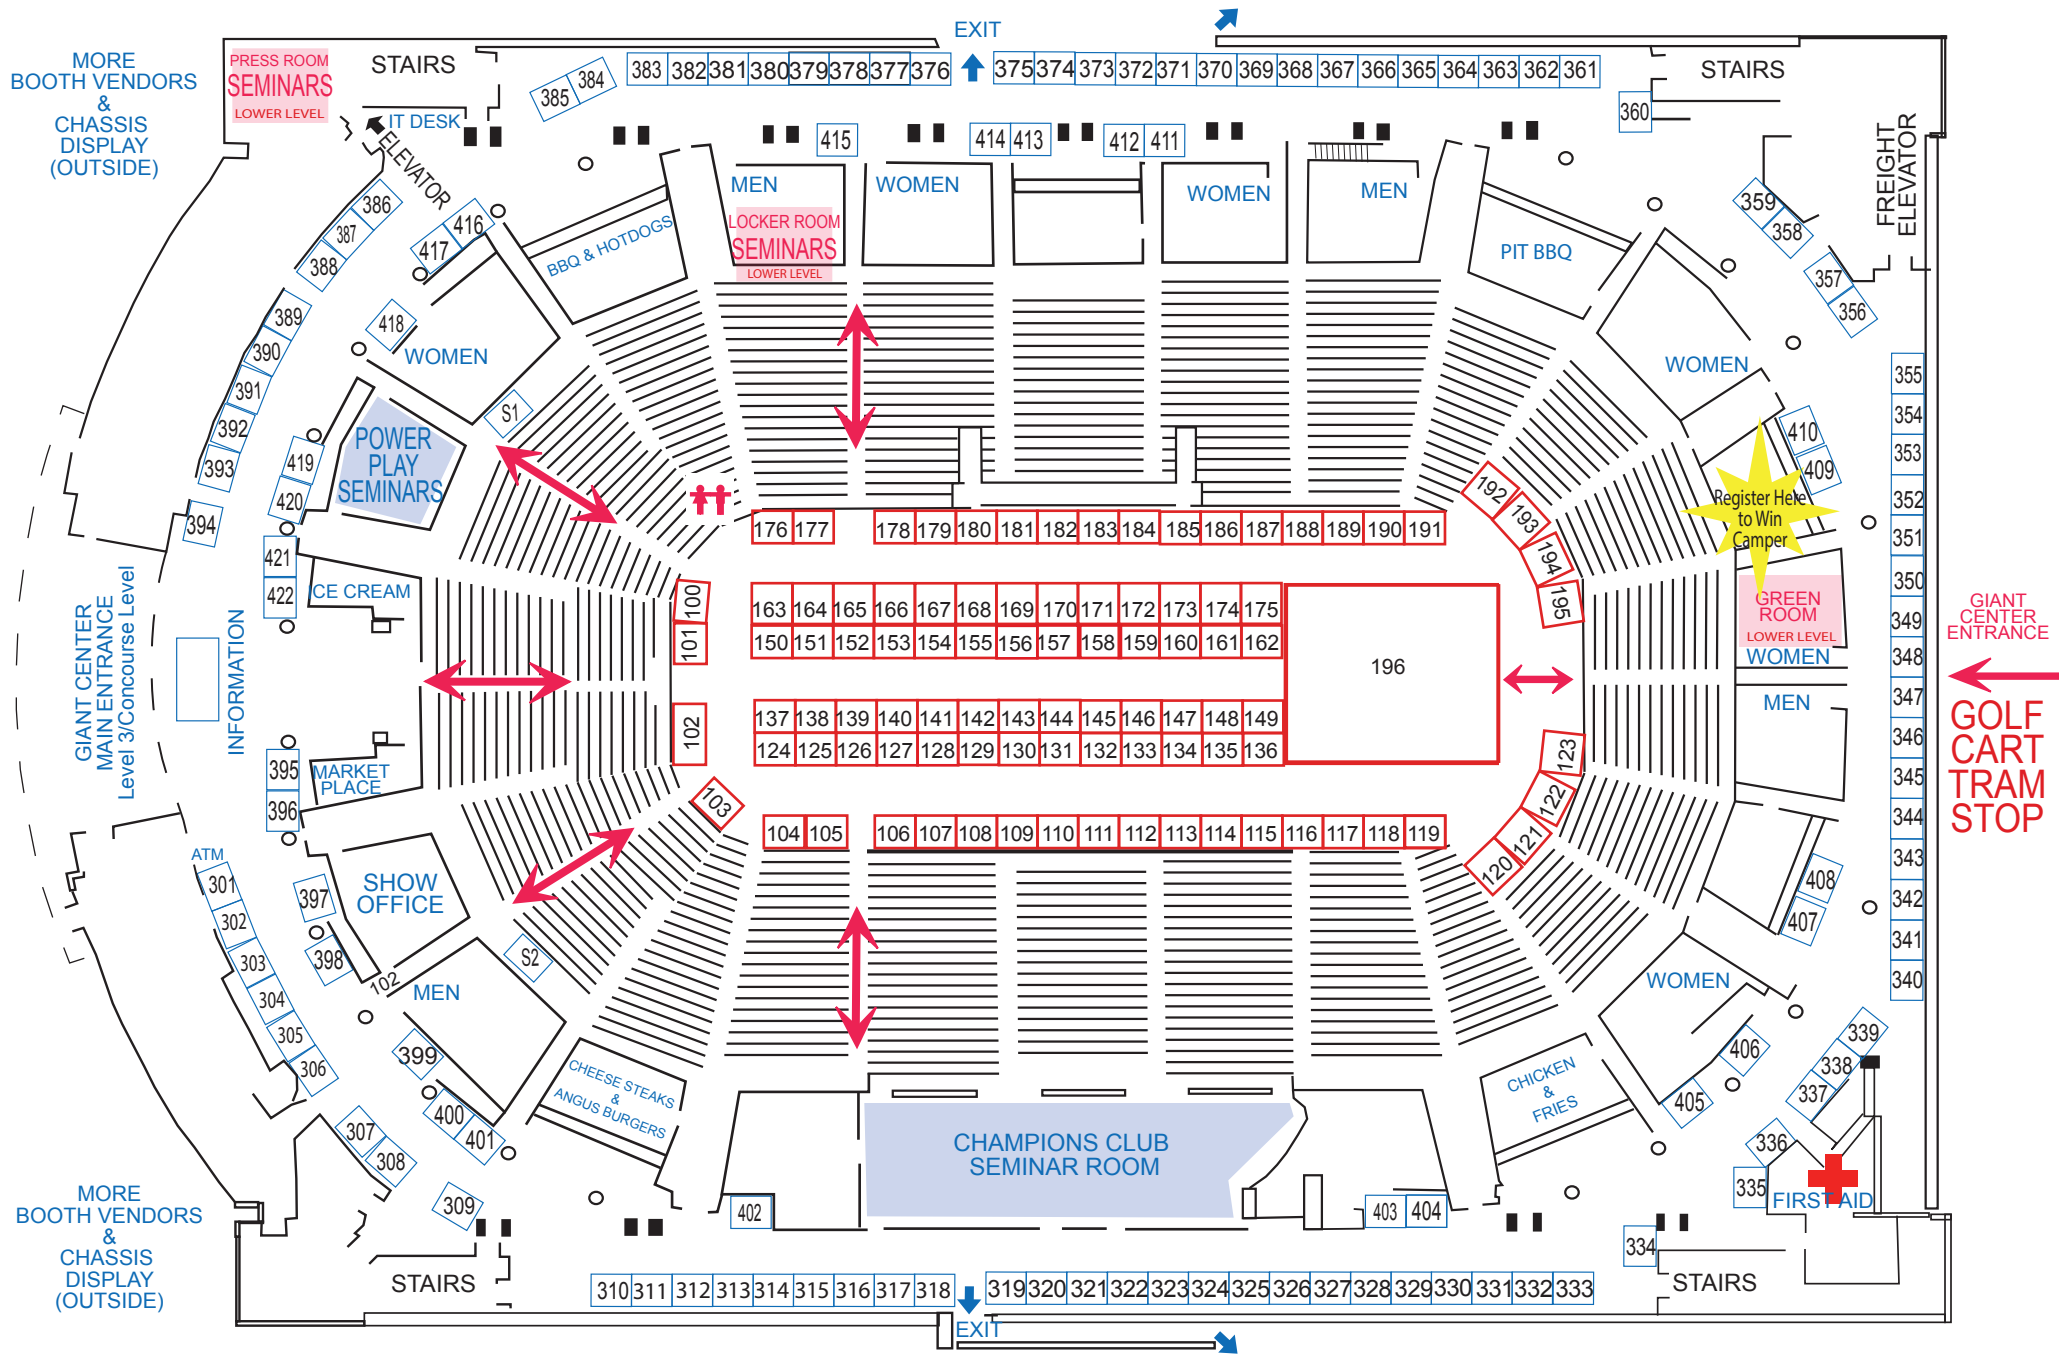 EXIT
MORE
BOOTH VENDORS
&
CHASSIS
DISPLAY
(OUTSIDE)
PRESS ROOM
SEMINARS
LOWER LEVEL
STAIRS
IT DESK
ELEVATOR
385 384
383 382 381 380 379 378 377 376
375 374 373 372 371 370 369 368 367 366 365 364 363 362 361
STAIRS
360
FREIGHT
ELEVATOR
415
414 413
412 411
MEN
WOMEN
WOMEN
MEN
LOCKER ROOM
SEMINARS
LOWER LEVEL
BBQ & HOTDOGS
PIT BBQ
386
387
388
416
417
418
WOMEN
359
358
357
356
WOMEN
389
390
391
392
393
394
S1
POWER
PLAY
SEMINARS
419
420
421
422
ICE CREAM
410
409
Register Here
to Win
Camper
GREEN
ROOM
LOWER LEVEL
WOMEN
MEN
355
354
353
352
351
350
349
348
347
346
345
344
343
342
341
340
GIANT
CENTER
ENTRANCE
GOLF
CART
TRAM
STOP
176 177
178 179 180 181 182 183 184 185 186 187 188 189 190 191
192
193
194
195
100
101
102
103
163 164 165 166 167 168 169 170 171 172 173 174 175
150 151 152 153 154 155 156 157 158 159 160 161 162
196
137 138 139 140 141 142 143 144 145 146 147 148 149
124 125 126 127 128 129 130 131 132 133 134 135 136
104 105
106 107 108 109 110 111 112 113 114 115 116 117 118 119
120
121
122
123
GIANT CENTER
MAIN ENTRANCE
Level 3/Concourse Level
INFORMATION
395
396
MARKET
PLACE
ATM
301
302
303
304
305
306
397
398
SHOW
OFFICE
102
MEN
S2
399
400
401
307
308
309
CHEESE STEAKS
&
ANGUS BURGERS
CHAMPIONS CLUB
SEMINAR ROOM
402
403 404
CHICKEN
&
FRIES
WOMEN
408
407
406
405
339
338
337
336
335
FIRST AID
334
STAIRS
MORE
BOOTH VENDORS
&
CHASSIS
DISPLAY
(OUTSIDE)
STAIRS
310 311 312 313 314 315 316 317 318
319 320 321 322 323 324 325 326 327 328 329 330 331 332 333
EXIT